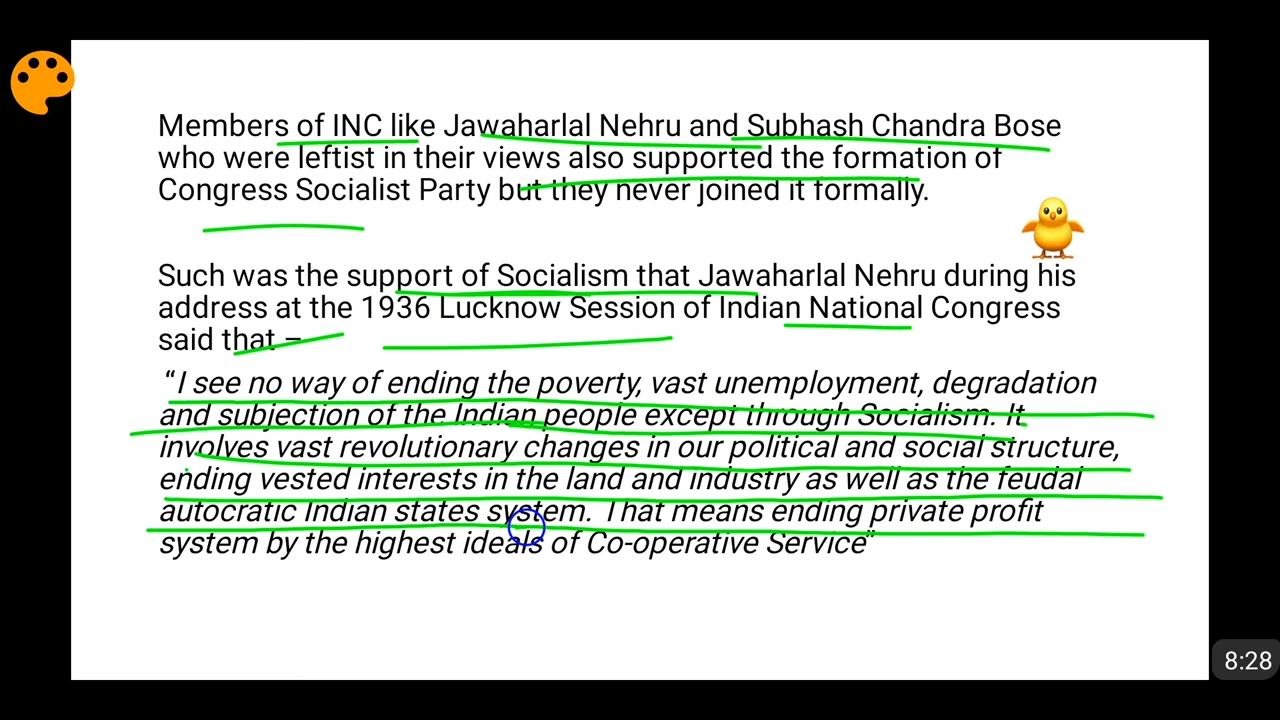 Members of INC like Jawaharlal Nehru and Subhash Chandra Bose
who were leftist in their views also supported the formation of
Congress Socialist Party but they never joined it formally.
Such was the support of Socialism that Jawaharlal Nehru during his
address at the 1936 Lucknow Session of Indian National Congress
said that –
“I see no way of ending the poverty, vast unemployment, degradation
and subjection of the Indian people except through Socialism. It
involves vast revolutionary changes in our political and social structure,
ending vested interests in the land and industry as well as the feudal
autocratic Indian states system. That means ending private profit
system by the highest ideals of Co-operative Service”
8:28